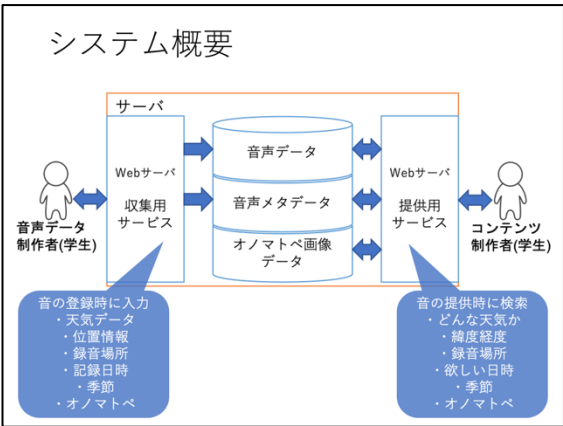 システム概要
サーバ
Webサーバ
収集用
サービス
音声データ
音声メタデータ
オノマトペ画像
データ
Webサーバ
提供用
サービス
音声データ
制作者(学生)
コンテンツ
制作者(学生)
音の登録時に入力
・天気データ
・位置情報
・録音場所
・記録日時
・季節
・オノマトペ
音の提供時に検索
・どんな天気か
・緯度経度
・録音場所
・欲しい日時
・季節
・オノマトペ